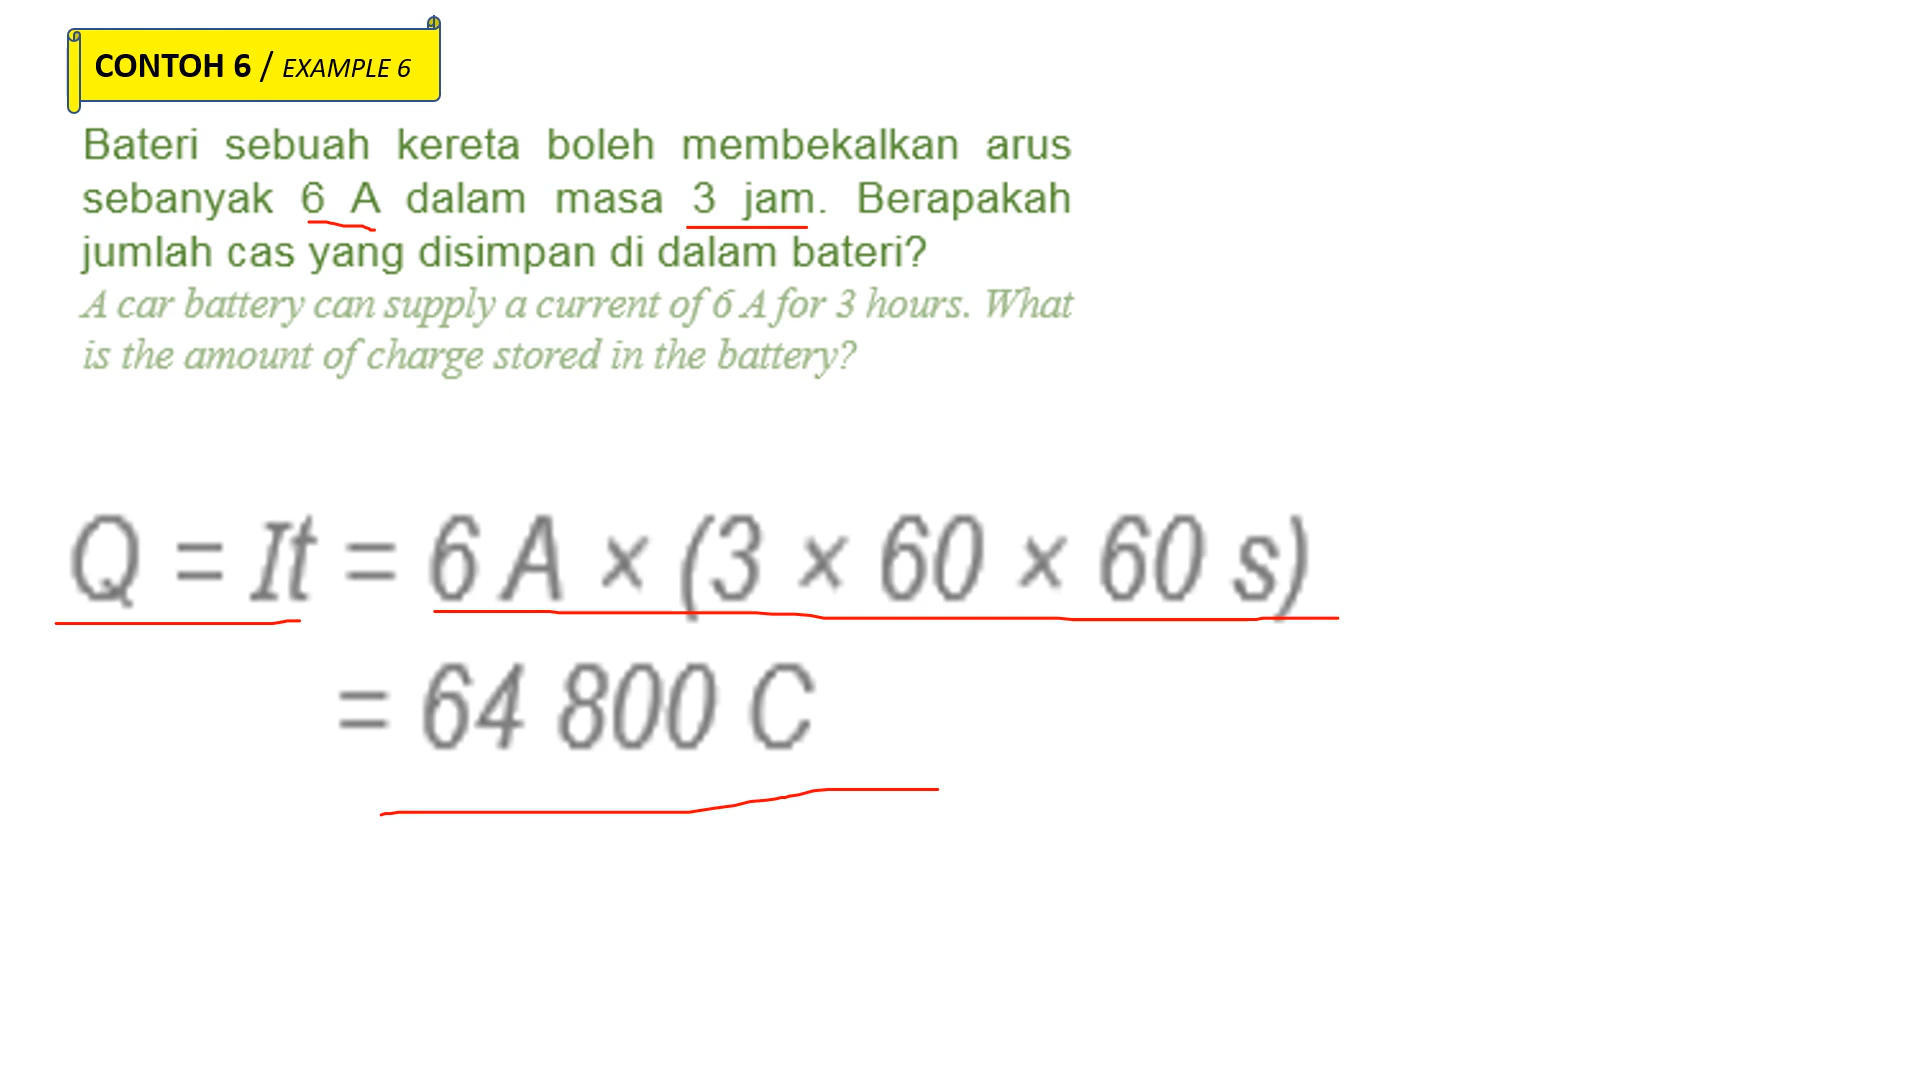 CONTOH 6 / EXAMPLE 6
Bateri sebuah kereta boleh membekalkan arus
sebanyak 6 A dalam masa 3 jam. Berapakah
jumlah cas yang disimpan di dalam bateri?
A car battery can supply a current of 6 A for 3 hours. What
is the amount of charge stored in the battery?
Q = It = 6 A × (3 × 60 × 60 s)
= 64 800 C